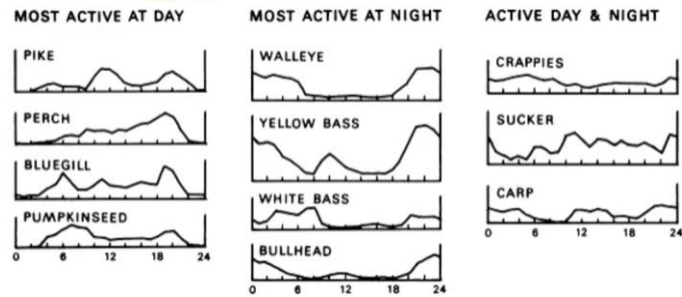 MOST ACTIVE AT DAY
PIKE
PERCH
BLUEGILL
PUMPKINSEED
0 6 12 18 24
MOST ACTIVE AT NIGHT
WALLEYE
YELLOW BASS
WHITE BASS
BULLHEAD
0 6 12 18 24
ACTIVE DAY & NIGHT
CRAPPIES
SUCKER
CARP
0 6 12 18 24